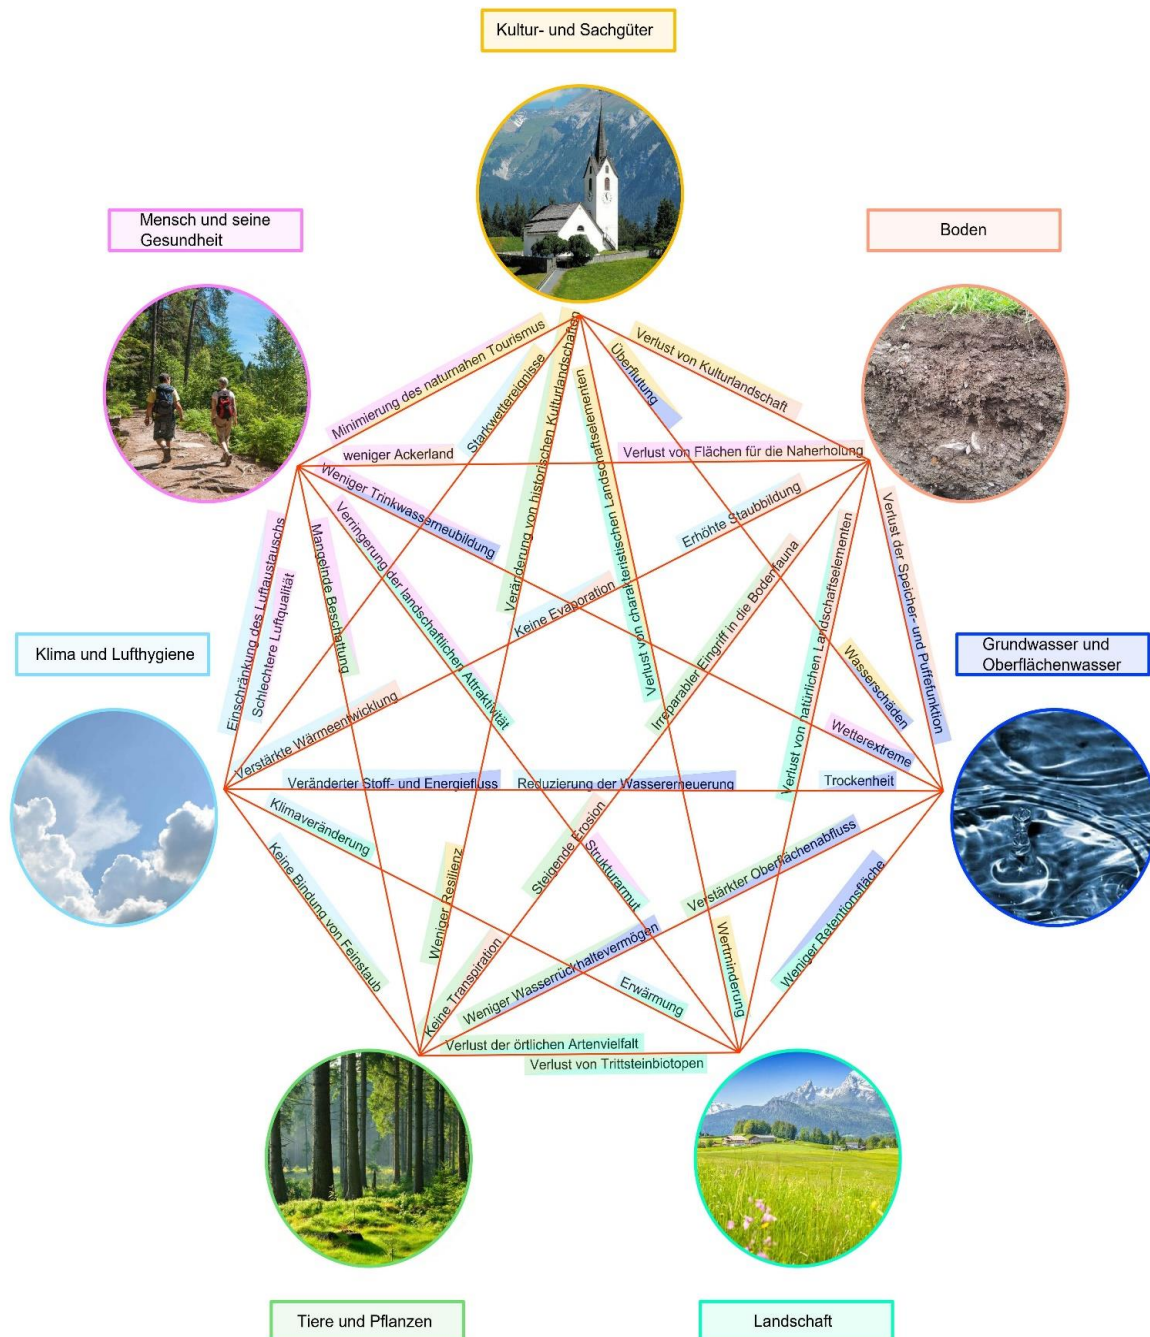 Kultur- und Sachgüter
Mensch und seine
Gesundheit
Boden
Minimierung des naturnahen Tourismus
Starkwettereignisse
Veränderung von historischen Kulturlandschaften
Verlust von charakteristischen Landschaftselementen
Überflutung
Verlust von Kulturlandschaft
weniger Ackerland
Verlust von Flächen für die Naherholung
Weniger Trinkwasserneubildung
Verringerung der landschaftlichen Attraktivität
Mangelnde Beschattung
Einschränkung des Luftaustauschs
Schlechtere Luftqualität
Erhöhte Staubbildung
Keine Evaporation
Irreparabler Eingriff in die Bodenfauna
Verlust von natürlichen Landschaftselementen
Verlust der Speicher- und Puffefunktion
Klima und Lufthygiene
Grundwasser und
Oberflächenwasser
Wasserschäden
Wetterextreme
Verstärkte Wärmeentwicklung
Veränderter Stoff- und Energiefluss
Reduzierung der Wassererneuerung
Trockenheit
Klimaveränderung
Keine Bindung von Feinstaub
Weniger Resilienz
Steigende Erosion
Strukturarmut
Verstärkter Oberflächenabfluss
Weniger Retentionsfläche
Keine Transpiration
Weniger Wasserrückhaltevermögen
Erwärmung
Wertminderung
Verlust der örtlichen Artenvielfalt
Verlust von Trittsteinbiotopen
Tiere und Pflanzen
Landschaft